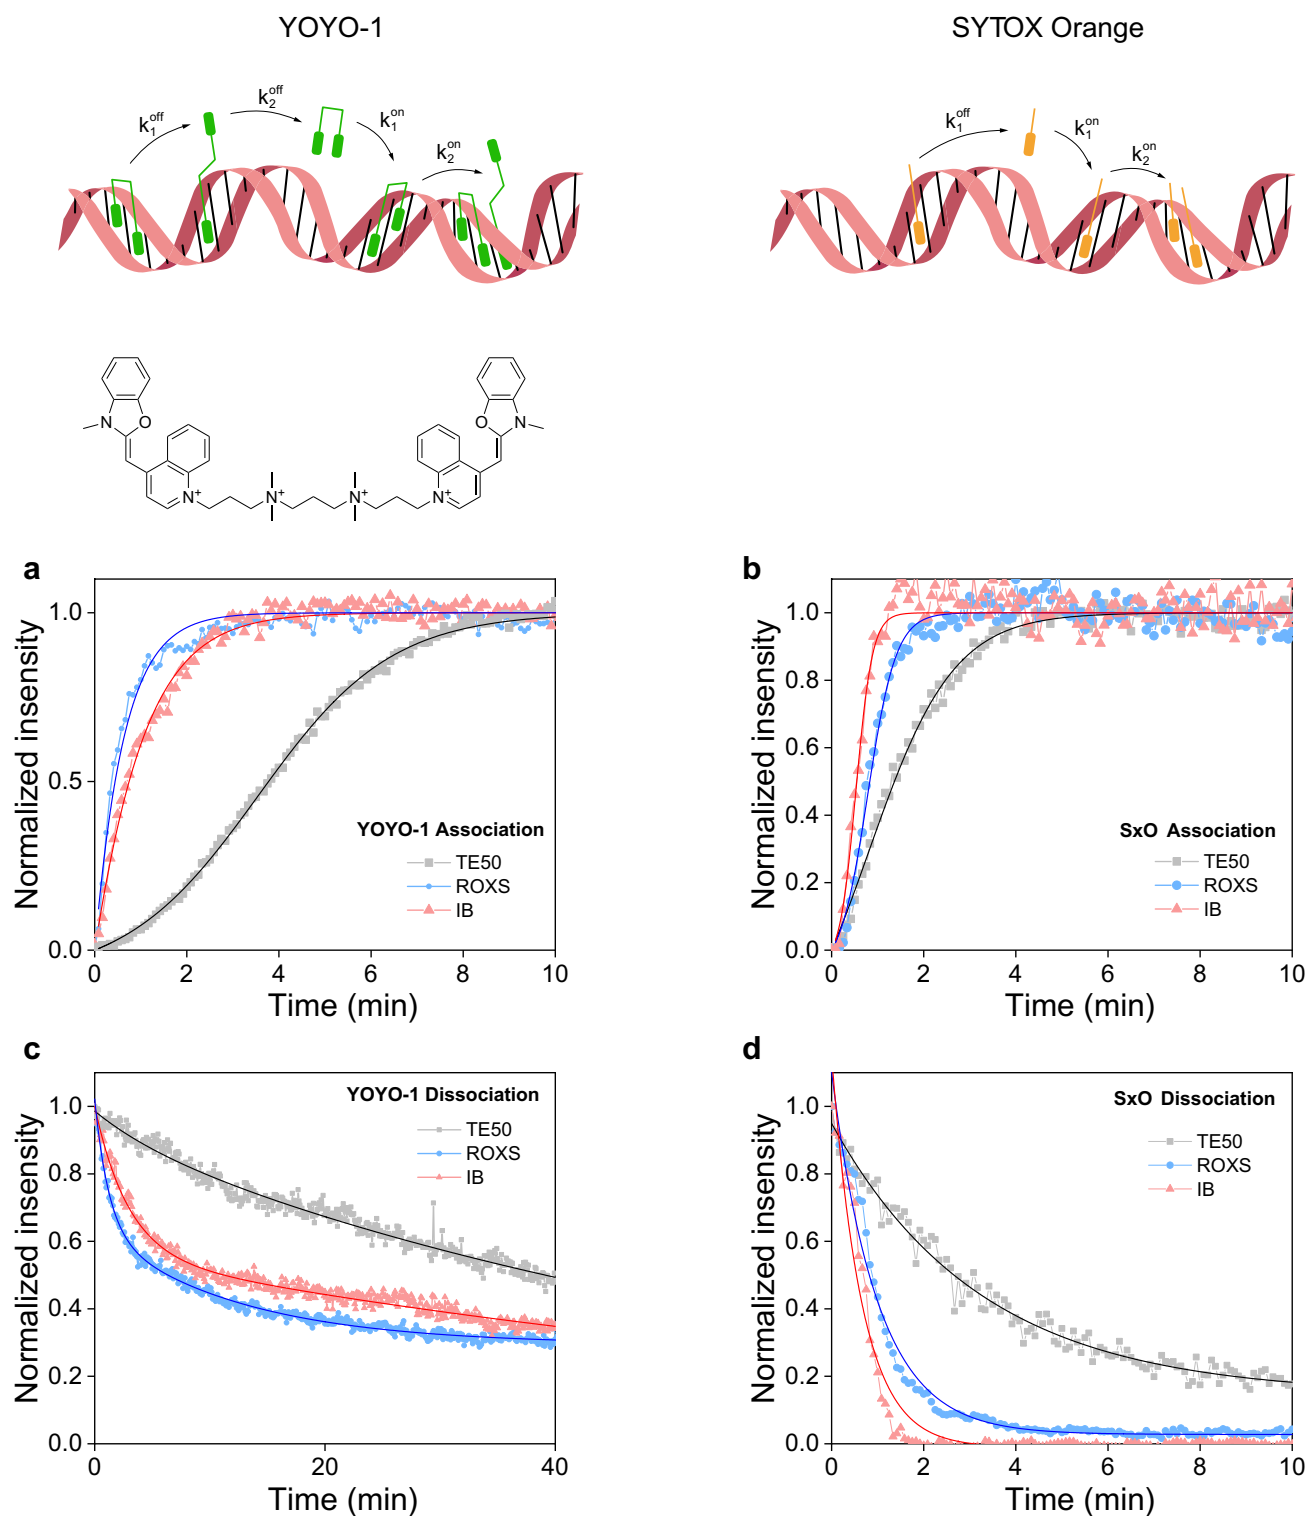 YOYO-1
SYTOX Orange
k₁ᵒᶠᶠ
k₂ᵒᶠᶠ
k₁ᵒⁿ
k₂ᵒⁿ
k₁ᵒᶠᶠ
k₁ᵒⁿ
k₂ᵒⁿ
N
O
N⁺
N⁺
N⁺
N⁺
O
N
a
Normalized insensity
1.0
0.5
0.0
YOYO-1 Association
TE50
ROXS
IB
0 2 4 6 8 10
Time (min)
b
Normalized insensity
1.0
0.8
0.6
0.4
0.2
0.0
SxO Association
TE50
ROXS
IB
0 2 4 6 8 10
Time (min)
c
Normalized insensity
1.0
0.8
0.6
0.4
0.2
0.0
YOYO-1 Dissociation
TE50
ROXS
IB
0 20 40
Time (min)
d
Normalized insensity
1.0
0.8
0.6
0.4
0.2
0.0
SxO Dissociation
TE50
ROXS
IB
0 2 4 6 8 10
Time (min)